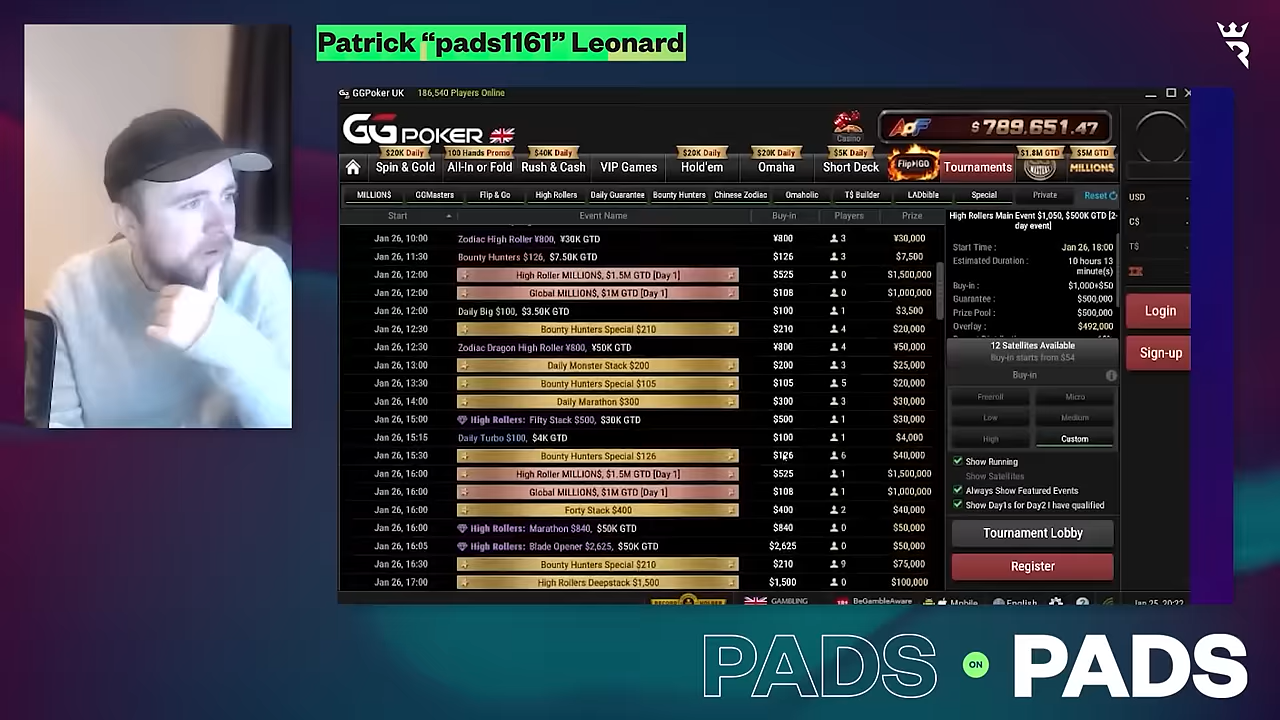 Patrick “pads1161” Leonard
GGPoker UK 186,540 Players Online
GG POKER
Casino
AoF $789,651.47
$20K Daily 100 Hands Promo $40K Daily $20K Daily $20K Daily $5K Daily $1.8M GTD $5M GTD
Spin & Gold All-In or Fold Rush & Cash VIP Games Hold'em Omaha Short Deck Flip&GO Tournaments MASTERS MILLION$
MILLION$ GGMasters Flip & Go High Rollers Daily Guarantee Bounty Hunters Chinese Zodiac Omaholic T$ Builder LADbible Special Private Reset
Start Event Name Buy-in Players Prize
Jan 26, 10:00 Zodiac High Roller ¥800, ¥30K GTD ¥800 3 ¥30,000
Jan 26, 11:30 Bounty Hunters $126, $7.50K GTD $126 3 $7,500
Jan 26, 12:00 High Roller MILLION$, $1.5M GTD [Day 1] $525 0 $1,500,000
Jan 26, 12:00 Global MILLION$, $1M GTD [Day 1] $108 0 $1,000,000
Jan 26, 12:00 Daily Big $100, $3.50K GTD $100 1 $3,500
Jan 26, 12:30 Bounty Hunters Special $210 $210 4 $20,000
Jan 26, 12:30 Zodiac Dragon High Roller ¥800, ¥50K GTD ¥800 4 ¥50,000
Jan 26, 13:00 Daily Monster Stack $200 $200 3 $25,000
Jan 26, 13:30 Bounty Hunters Special $105 $105 5 $20,000
Jan 26, 14:00 Daily Marathon $300 $300 3 $30,000
Jan 26, 15:00 High Rollers: Fifty Stack $500, $30K GTD $500 1 $30,000
Jan 26, 15:15 Daily Turbo $100, $4K GTD $100 1 $4,000
Jan 26, 15:30 Bounty Hunters Special $126 $126 6 $40,000
Jan 26, 16:00 High Roller MILLION$, $1.5M GTD [Day 1] $525 1 $1,500,000
Jan 26, 16:00 Global MILLION$, $1M GTD [Day 1] $108 1 $1,000,000
Jan 26, 16:00 Forty Stack $400 $400 2 $40,000
Jan 26, 16:00 High Rollers: Marathon $840, $50K GTD $840 0 $50,000
Jan 26, 16:05 High Rollers: Blade Opener $2,625, $50K GTD $2,625 0 $50,000
Jan 26, 16:30 Bounty Hunters Special $210 $210 9 $75,000
Jan 26, 17:00 High Rollers Deepstack $1,500 $1,500 0 $100,000
High Rollers Main Event $1,050, $500K GTD [2-
day event]
Start Time : Jan 26, 18:00
Estimated Duration : 10 hours 13
minute(s)
Buy-in : $1,000+$50
Guarantee : $500,000
Prize Pool : $500,000
Overlay : $492,000
12 Satellites Available
Buy-in starts from $54
Buy-in
Freeroll Micro
Low Medium
High Custom
Show Running
Show Satellites
Always Show Featured Events
Show Day1s for Day2 I have qualified
Tournament Lobby
Register
USD
C$
T$
Login
Sign-up
GAMBLING BeGambleAware Mobile English Jan 25, 20:22
PADS ON PADS